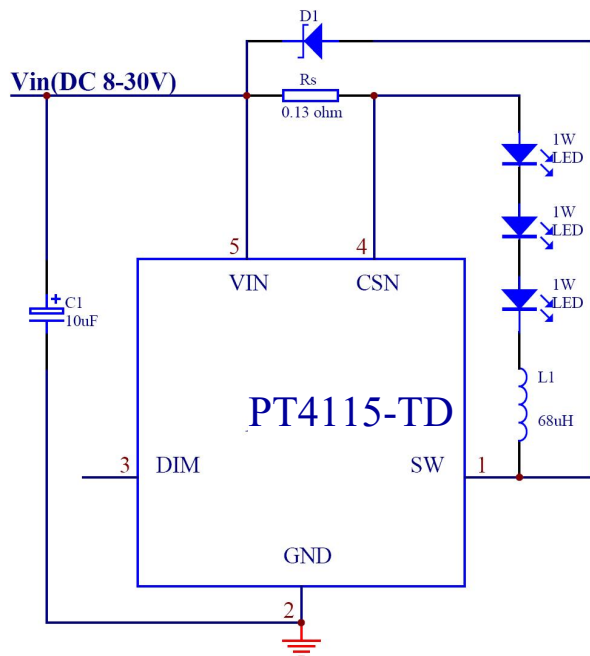 D1
Vin(DC 8-30V)
Rs
0.13 ohm
1W
LED
1W
LED
1W
LED
5
4
VIN
CSN
C1
10uF
L1
68uH
PT4115-TD
3
DIM
SW
1
GND
2